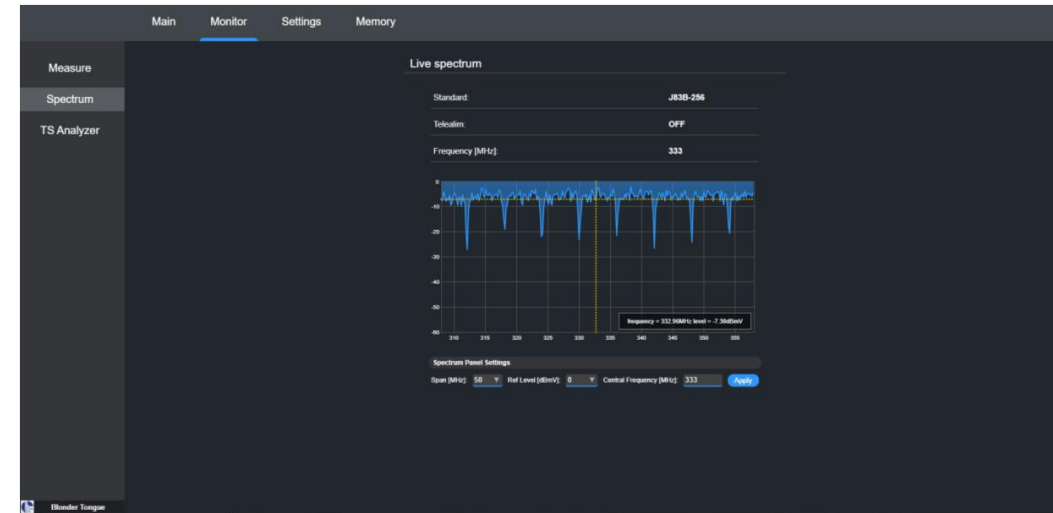 Main Monitor Settings Memory
Measure
Spectrum
TS Analyzer
Live spectrum
Standard: J83B-256
Telealim: OFF
Frequency [MHz]: 333
0
-10
-20
-30
-40
-50
-60
frequency = 332.96MHz level = -7.30dBmV
310 315 320 325 330 335 340 345 350 355
Spectrum Panel Settings
Span [MHz]: 50 Ref Level [dBmV]: 0 Central Frequency [MHz]: 333 Apply
Blonder Tongue